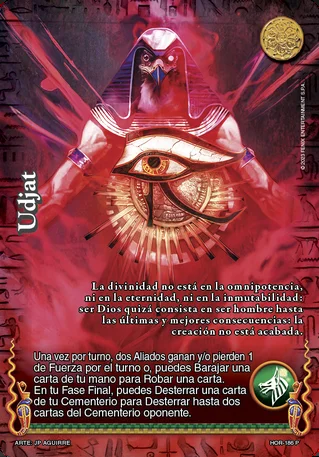 © 2023 FENIX ENTERTAINMENT S.P.A.
Udjat
La divinidad no está en la omnipotencia,
ni en la eternidad, ni en la inmutabilidad:
ser Dios quizá consista en ser hombre hasta
las últimas y mejores consecuencias: la
creación no está acabada.
Una vez por turno, dos Aliados ganan y/o pierden 1
de Fuerza por el turno o, puedes Barajar una
carta de tu mano para Robar una carta.
En tu Fase Final, puedes Desterrar una carta
de tu Cementerio para Desterrar hasta dos
cartas del Cementerio oponente.
ARTE: JP AGUIRRE.
HOR-186 P